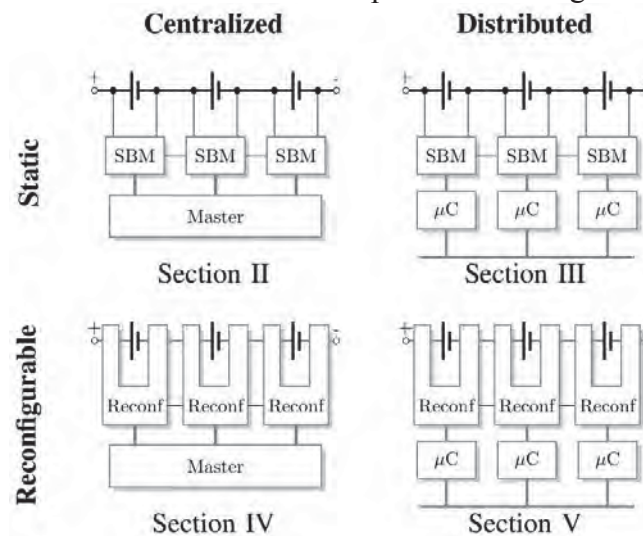 Centralized Distributed
+ - +
SBM SBM SBM SBM SBM SBM
Static
Master μC μC μC
Section II Section III
+ - +
Reconf Reconf Reconf Reconf Reconf Reconf
Reconfigurable
Master μC μC μC
Section IV Section V